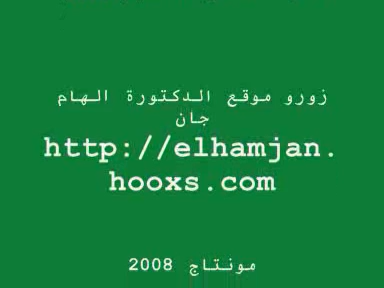 زورو موقع الدكتورة الهام
جان
http://elhamjan.
hooxs.com
مونتاج 2008